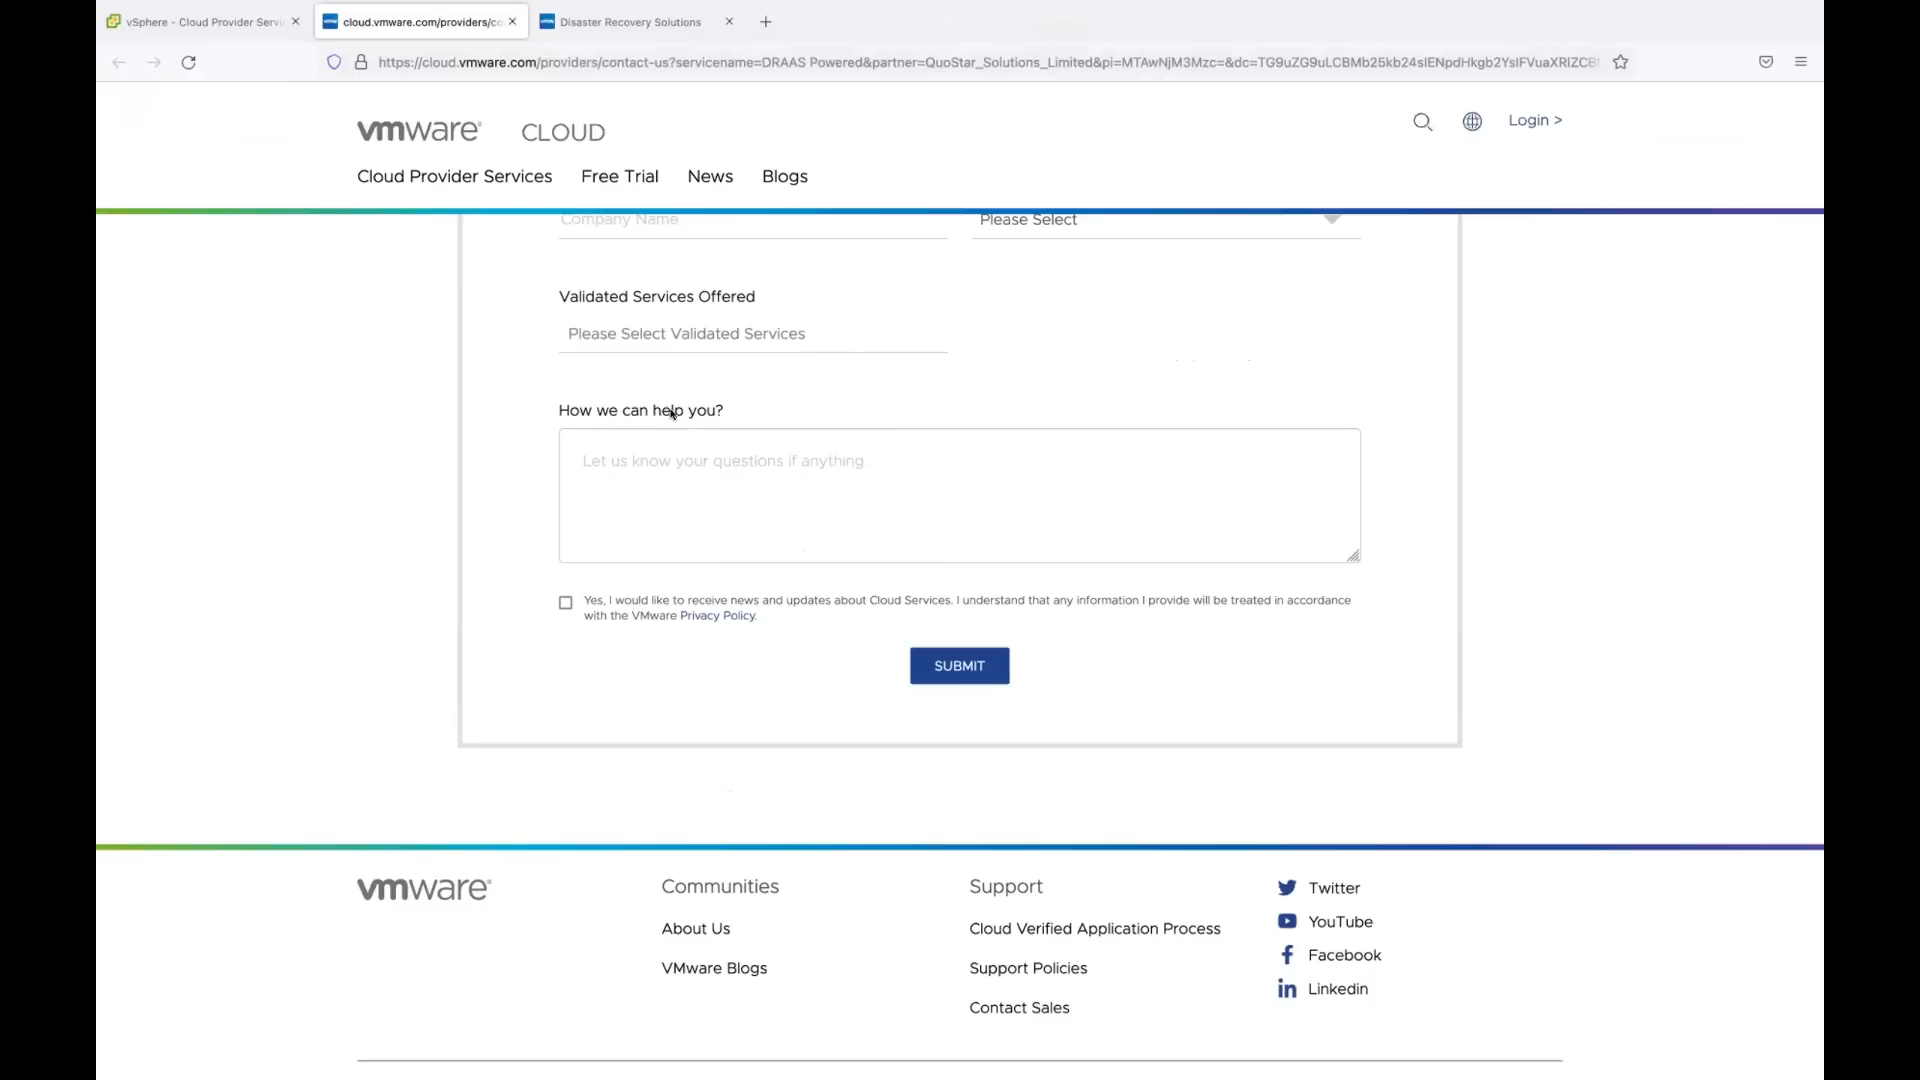 vSphere - Cloud Provider Servi
cloud.vmware.com/providers/co
Disaster Recovery Solutions
https://cloud.vmware.com/providers/contact-us?servicename=DRAAS Powered&partner=QuoStar_Solutions_Limited&pi=MTAwNjM3Mzc=&dc=
vmware CLOUD
Login >
Cloud Provider Services Free Trial News Blogs
Company Name Please Select
Validated Services Offered
Please Select Validated Services
How we can help you?
Let us know your questions if anything..
Yes, I would like to receive news and updates about Cloud Services. I understand that any information I provide will be treated in accordance
with the VMware Privacy Policy.
SUBMIT
vmware
Communities
About Us
VMware Blogs
Support
Cloud Verified Application Process
Support Policies
Contact Sales
Twitter
YouTube
Facebook
Linkedin